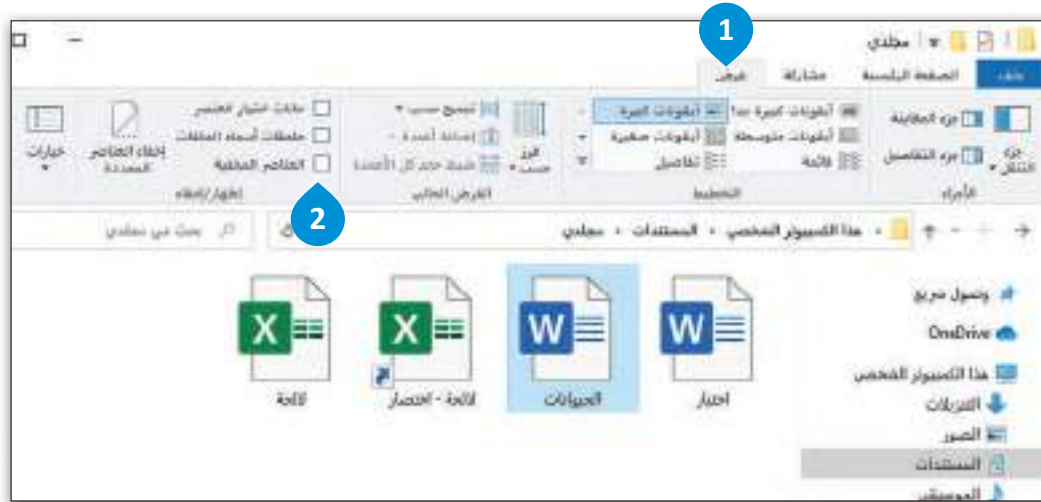 1
مجلدي
ملف
الصفحة الرئيسية
مشاركة
عرض
جزء التنقل
جزء المعاينة
جزء التفاصيل
الأجزاء
أيقونات كبيرة جدا
أيقونات كبيرة
أيقونات متوسطة
أيقونات صغيرة
قائمة
تفاصيل
التخطيط
الفرز حسب
تجميع حسب
إضافة أعمدة
ضبط حجم كل الأعمدة
العرض الحالي
خانات اختيار العنصر
ملحقات أسماء الملفات
العناصر المخفية
إخفاء العناصر المحددة
إظهار/إخفاء
خيارات
2
هذا الكمبيوتر الشخصي
المستندات
مجلدي
بحث في مجلدي
وصول سريع
OneDrive
هذا الكمبيوتر الشخصي
التنزيلات
الصور
المستندات
الموسيقى
اختبار
الحيوانات
لائحة - اختصار
لائحة